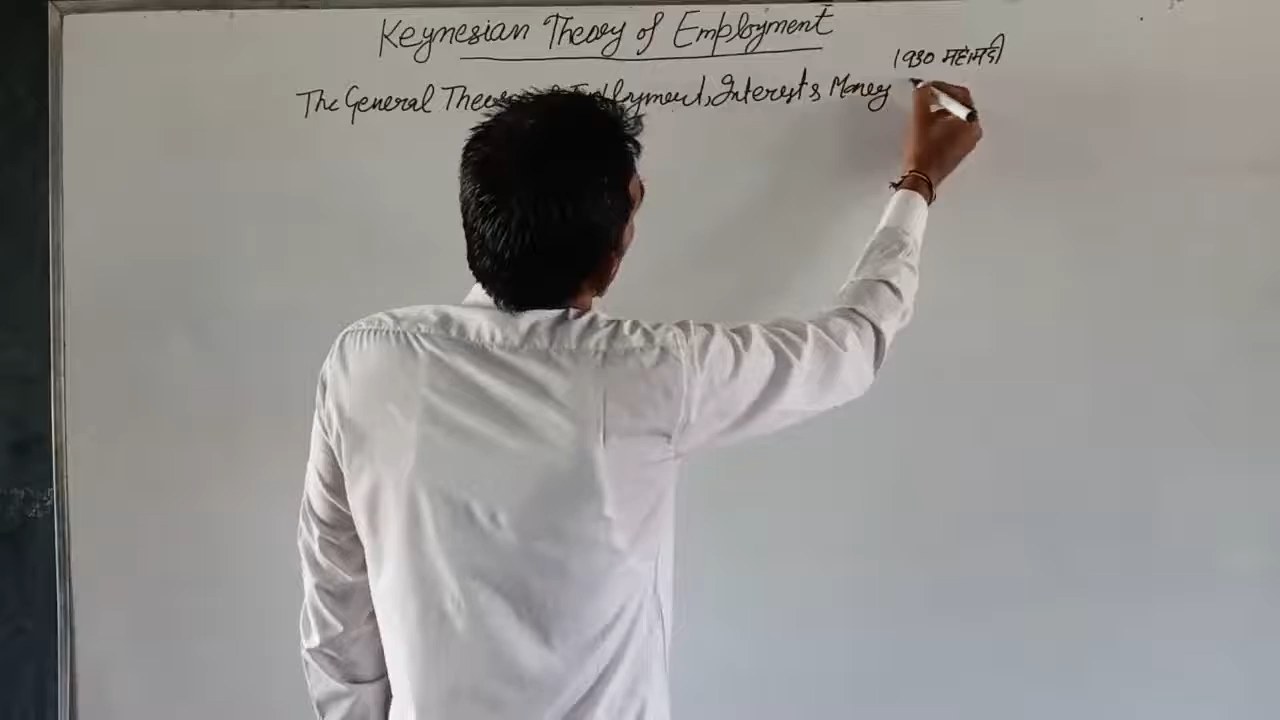 Keynesian Theory of Employment
1930 महामंदी
The General Interest & Money